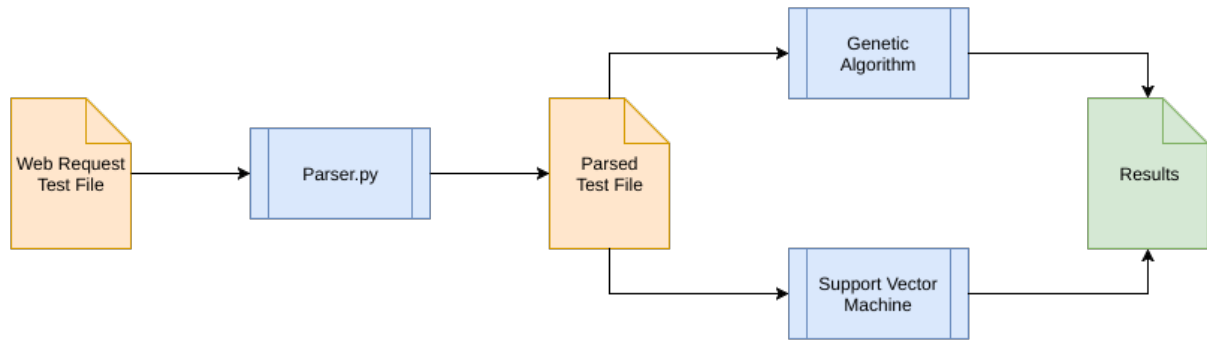 Web Request
Test File
Parser.py
Parsed
Test File
Genetic
Algorithm
Support Vector
Machine
Results